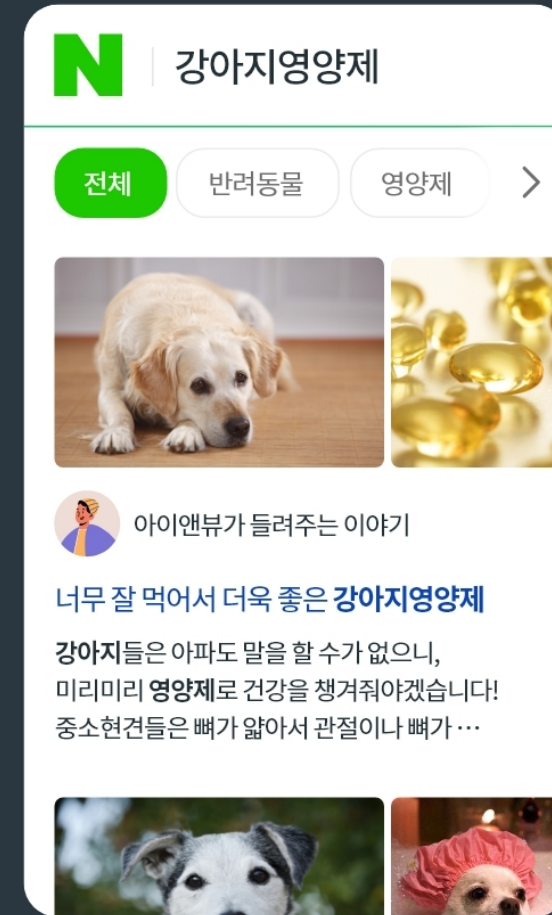 N 강아지영양제
전체 반려동물 영양제
아이앤뷰가 들려주는 이야기
너무 잘 먹어서 더욱 좋은 강아지영양제
강아지들은 아파도 말을 할 수가 없으니,
미리미리 영양제로 건강을 챙겨줘야겠습니다!
중소현견들은 뼈가 얇아서 관절이나 뼈가 ···